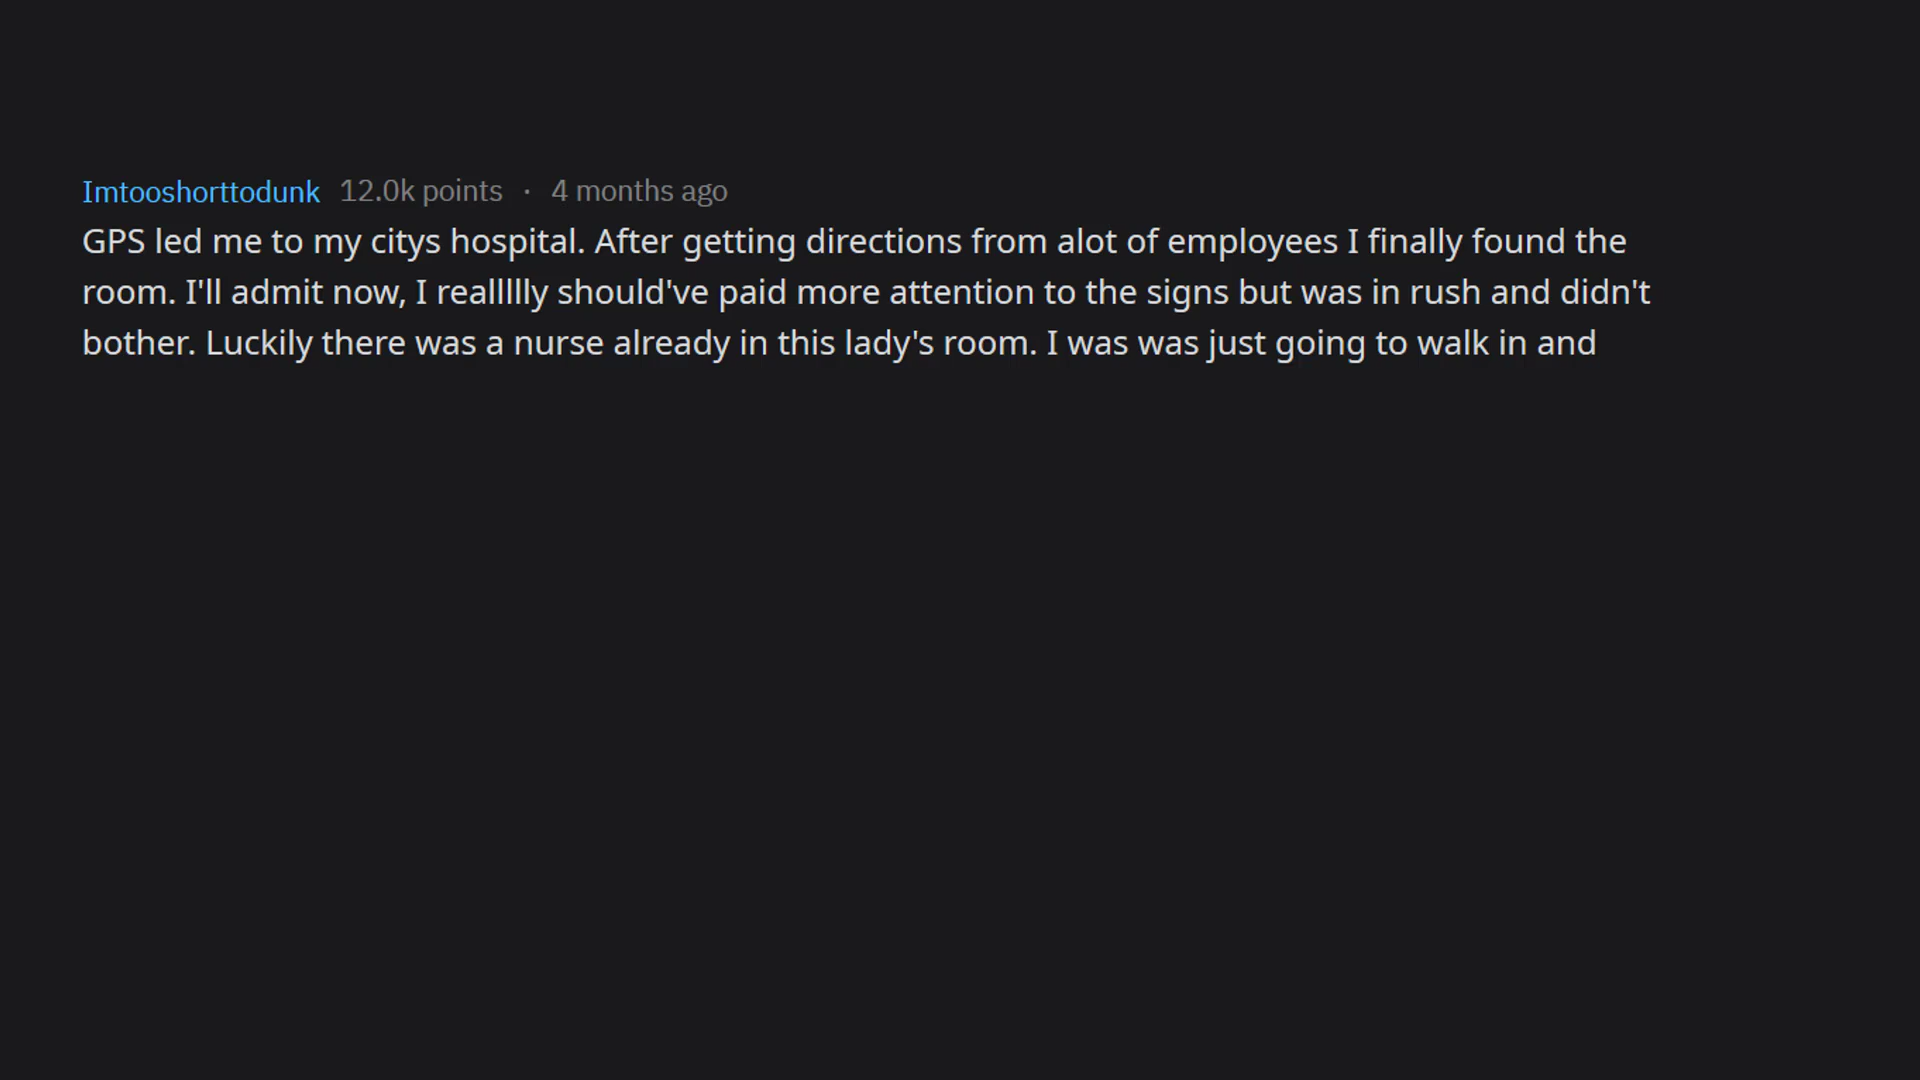 Imtooshorttodunk 12.0k points · 4 months ago
GPS led me to my citys hospital. After getting directions from alot of employees I finally found the
room. I'll admit now, I reallllly should've paid more attention to the signs but was in rush and didn't
bother. Luckily there was a nurse already in this lady's room. I was was just going to walk in and